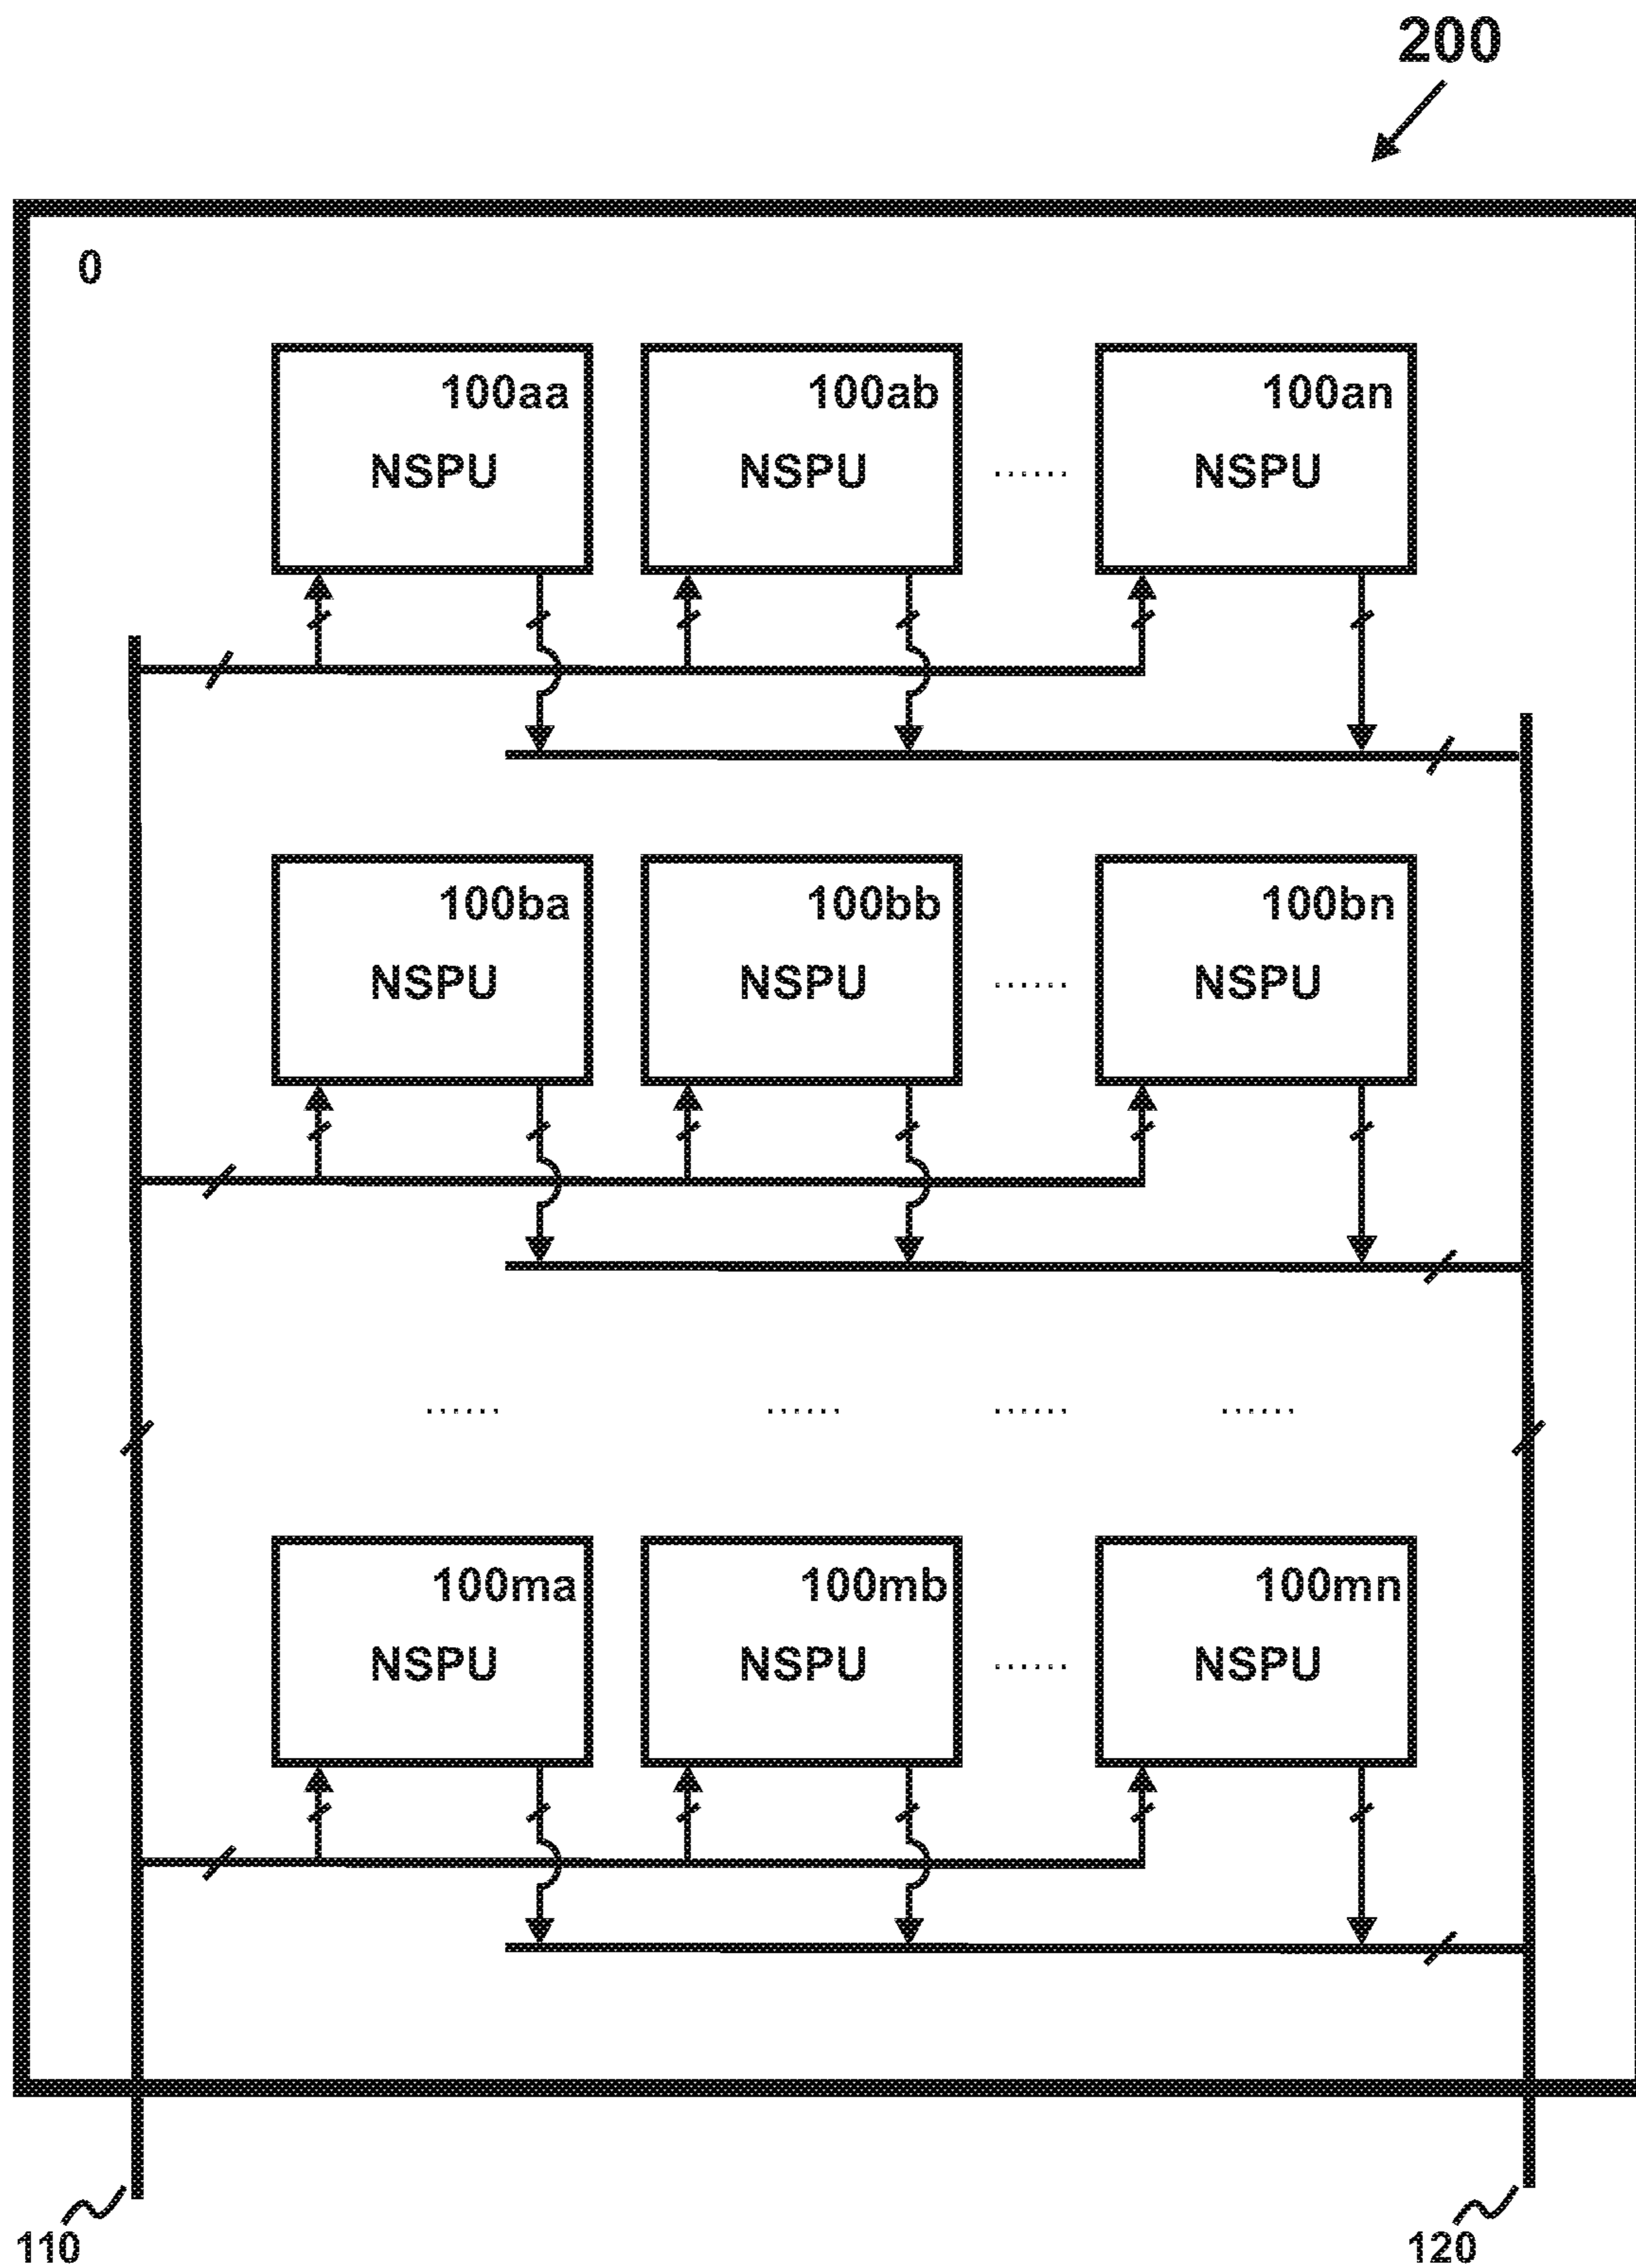 200
0
100aa 100ab 100an
NSPU NSPU ...... NSPU
100ba 100bb 100bn
NSPU NSPU ...... NSPU
...... ...... ...... ......
100ma 100mb 100mn
NSPU NSPU ...... NSPU
110 120